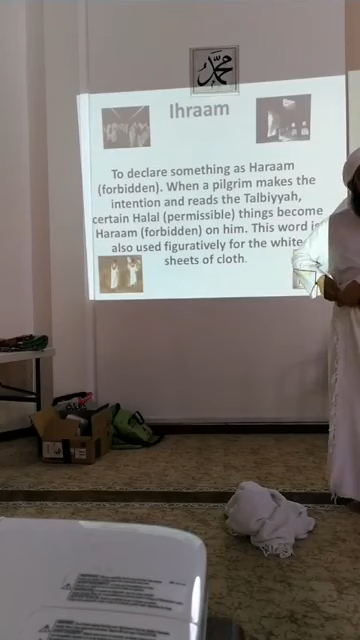 محمد
Ihraam
To declare something as Haraam
(forbidden). When a pilgrim makes the
intention and reads the Talbiyyah,
certain Halal (permissible) things become
Haraam (forbidden) on him. This word is
also used figuratively for the white
sheets of cloth.